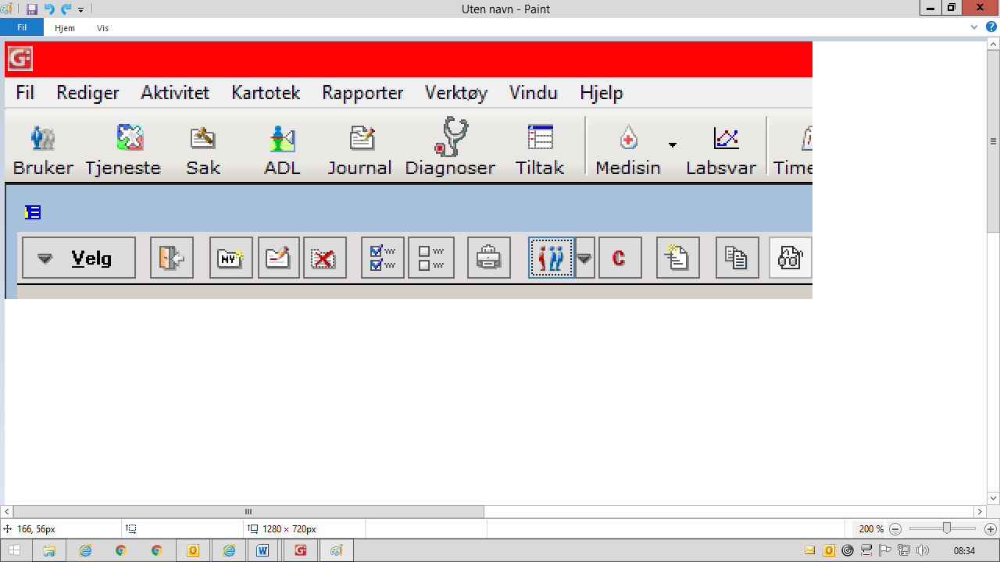 Uten navn - Paint
Fil Hjem Vis
Gi
Fil Rediger Aktivitet Kartotek Rapporter Verktøy Vindu Hjelp
Bruker Tjeneste Sak ADL Journal Diagnoser Tiltak Medisin Labsvar Time
Velg NY C
166, 56px 1280 × 720px 200 %
08:34